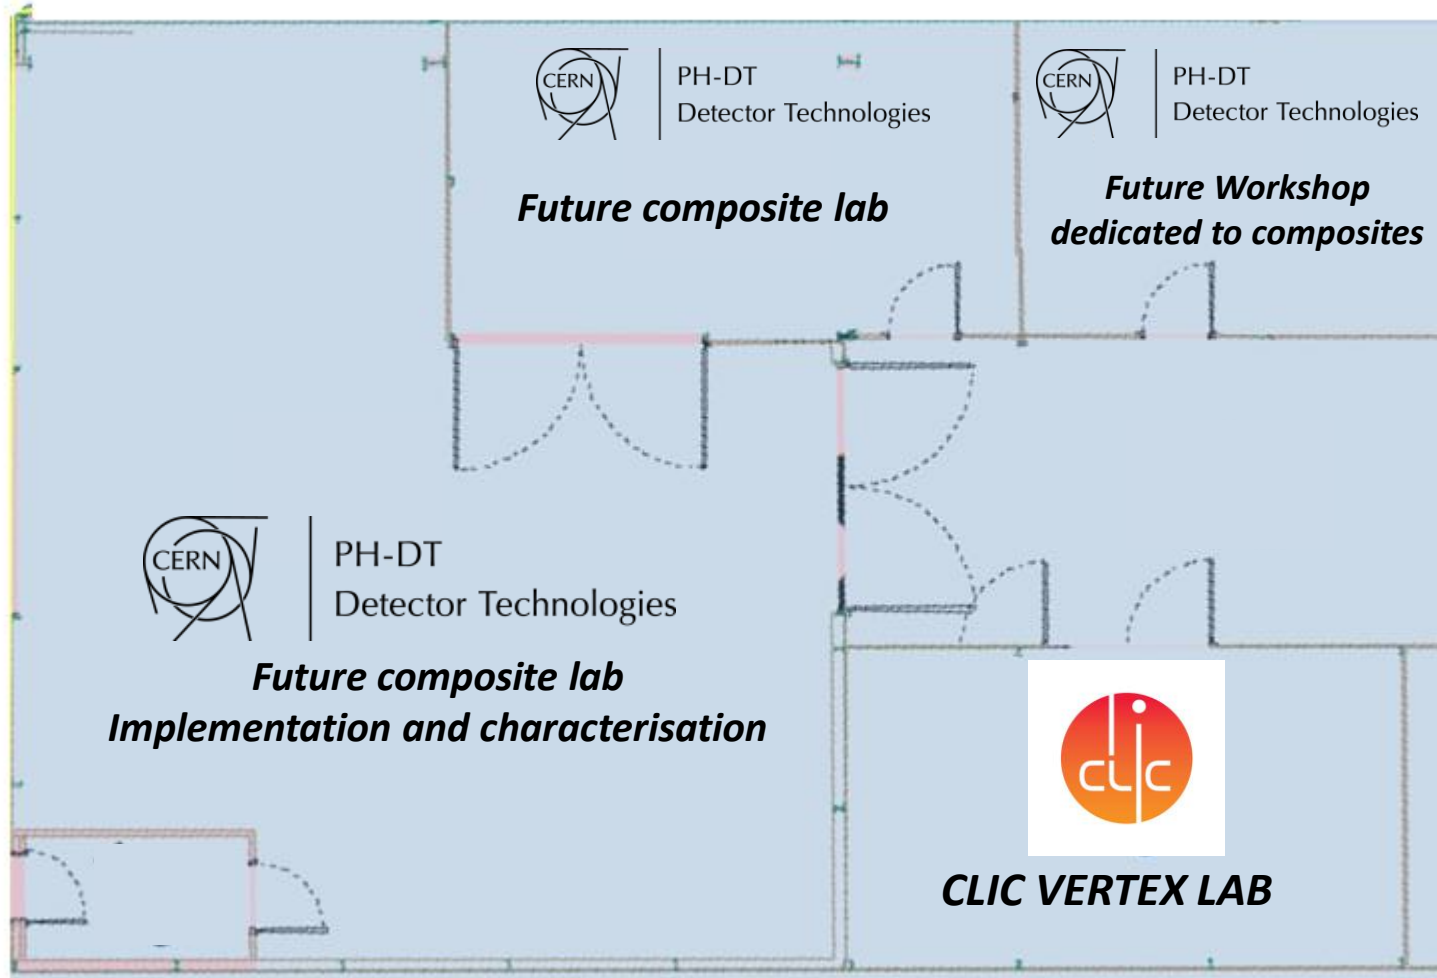 CERN
PH-DT
Detector Technologies
Future composite lab
CERN
PH-DT
Detector Technologies
Future Workshop
dedicated to composites
CERN
PH-DT
Detector Technologies
Future composite lab
Implementation and characterisation
clic
CLIC VERTEX LAB